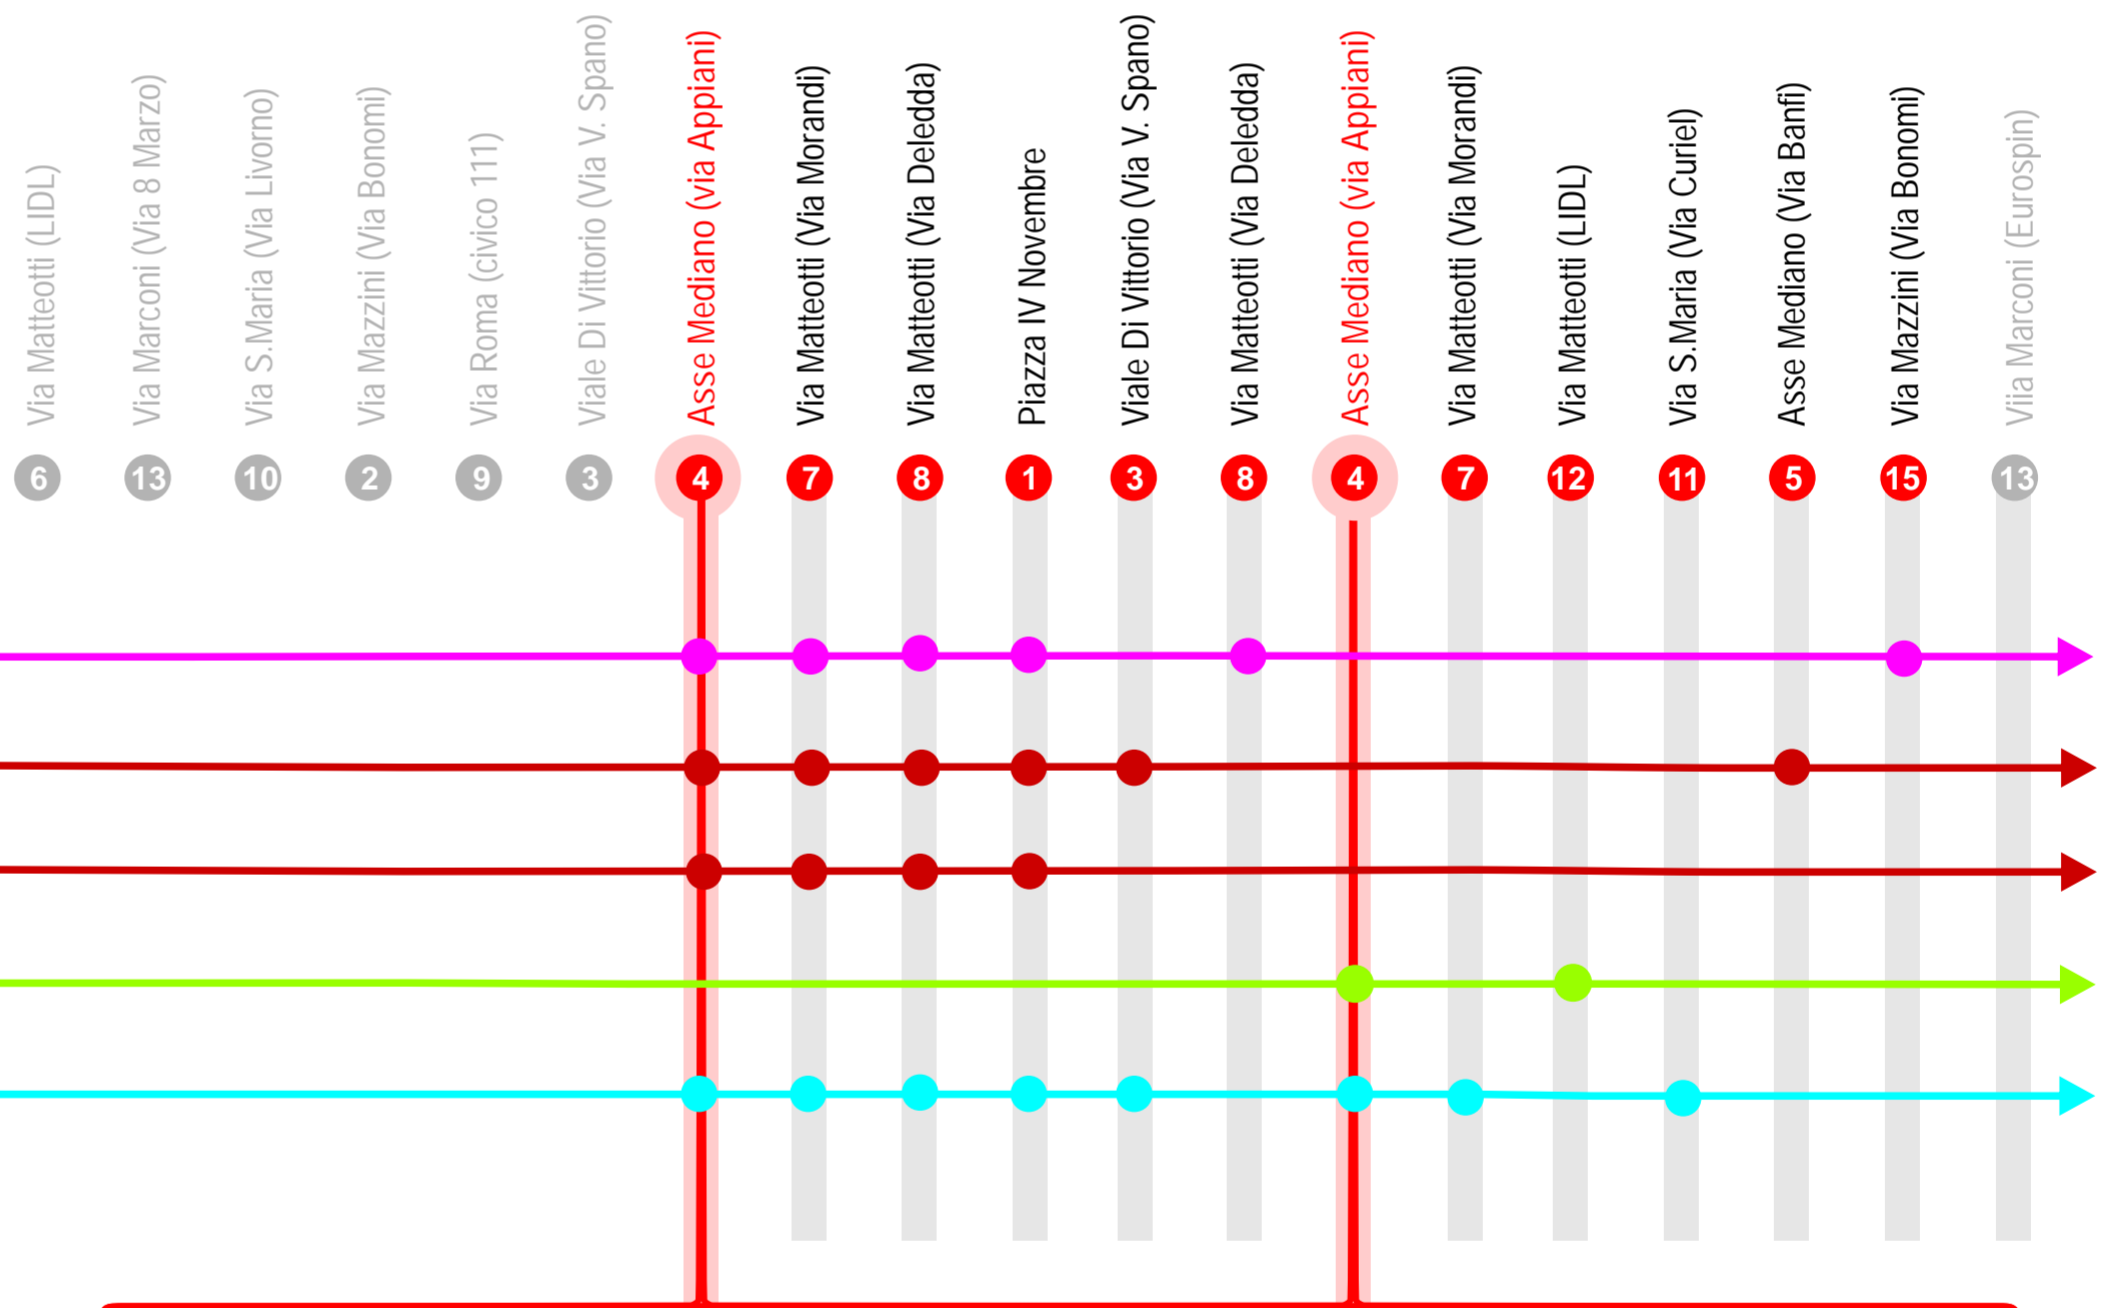 Via Matteotti (LIDL)
Via Marconi (Via 8 Marzo)
Via S.Maria (Via Livorno)
Via Mazzini (Via Bonomi)
Via Roma (civico 111)
Viale Di Vittorio (Via V. Spano)
Asse Mediano (via Appiani)
Via Matteotti (Via Morandi)
Via Matteotti (Via Deledda)
Piazza IV Novembre
Viale Di Vittorio (Via V. Spano)
Via Matteotti (Via Deledda)
Asse Mediano (via Appiani)
Via Matteotti (Via Morandi)
Via Matteotti (LIDL)
Via S.Maria (Via Curiel)
Asse Mediano (Via Banfi)
Via Mazzini (Via Bonomi)
Viia Marconi (Eurospin)
6 13 10 2 9 3 4 7 8 1 3 8 4 7 12 11 5 15 13